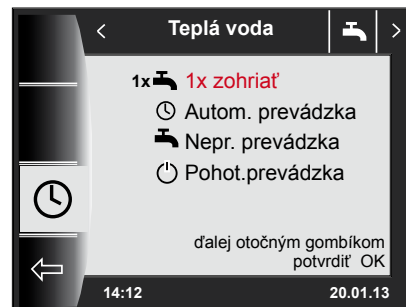 < Teplá voda >
1x 1x zohriať
Autom. prevádzka
Nepr. prevádzka
Pohot.prevádzka
ďalej otočným gombíkom
potvrdiť OK
14:12 20.01.13